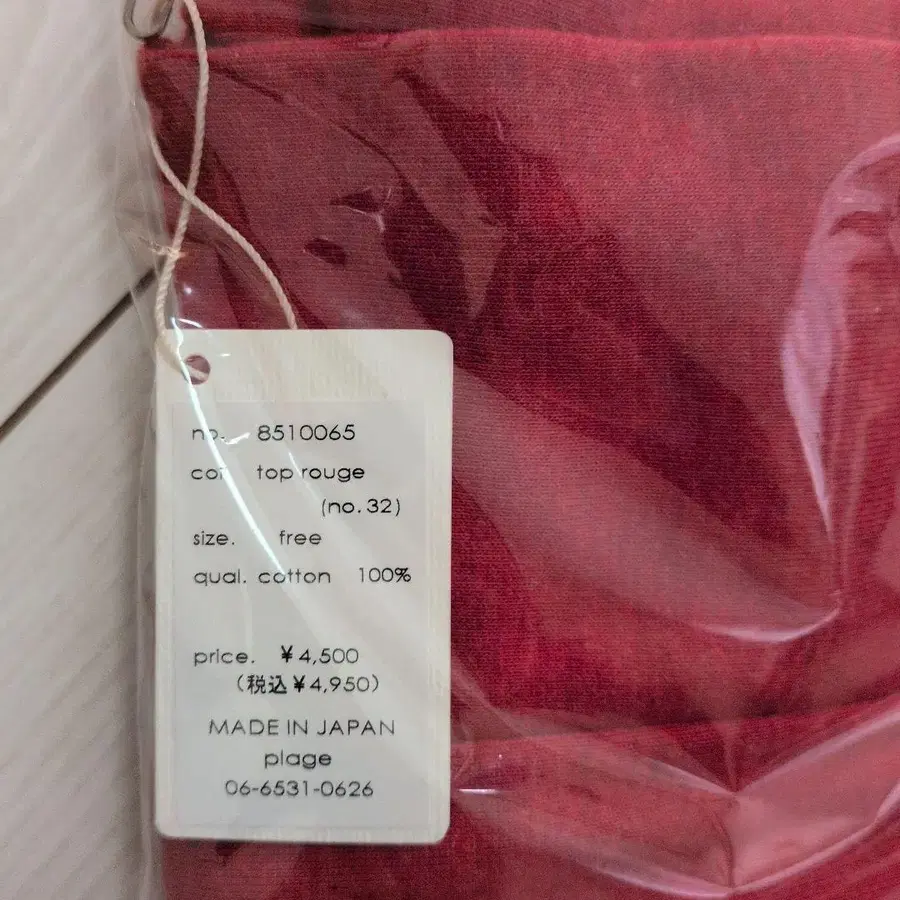 no. 8510065
col top rouge
(no.32)
size. free
qual. cotton 100%
price. ¥4,500
(税込¥4,950)
MADE IN JAPAN
plage
06-6531-0626